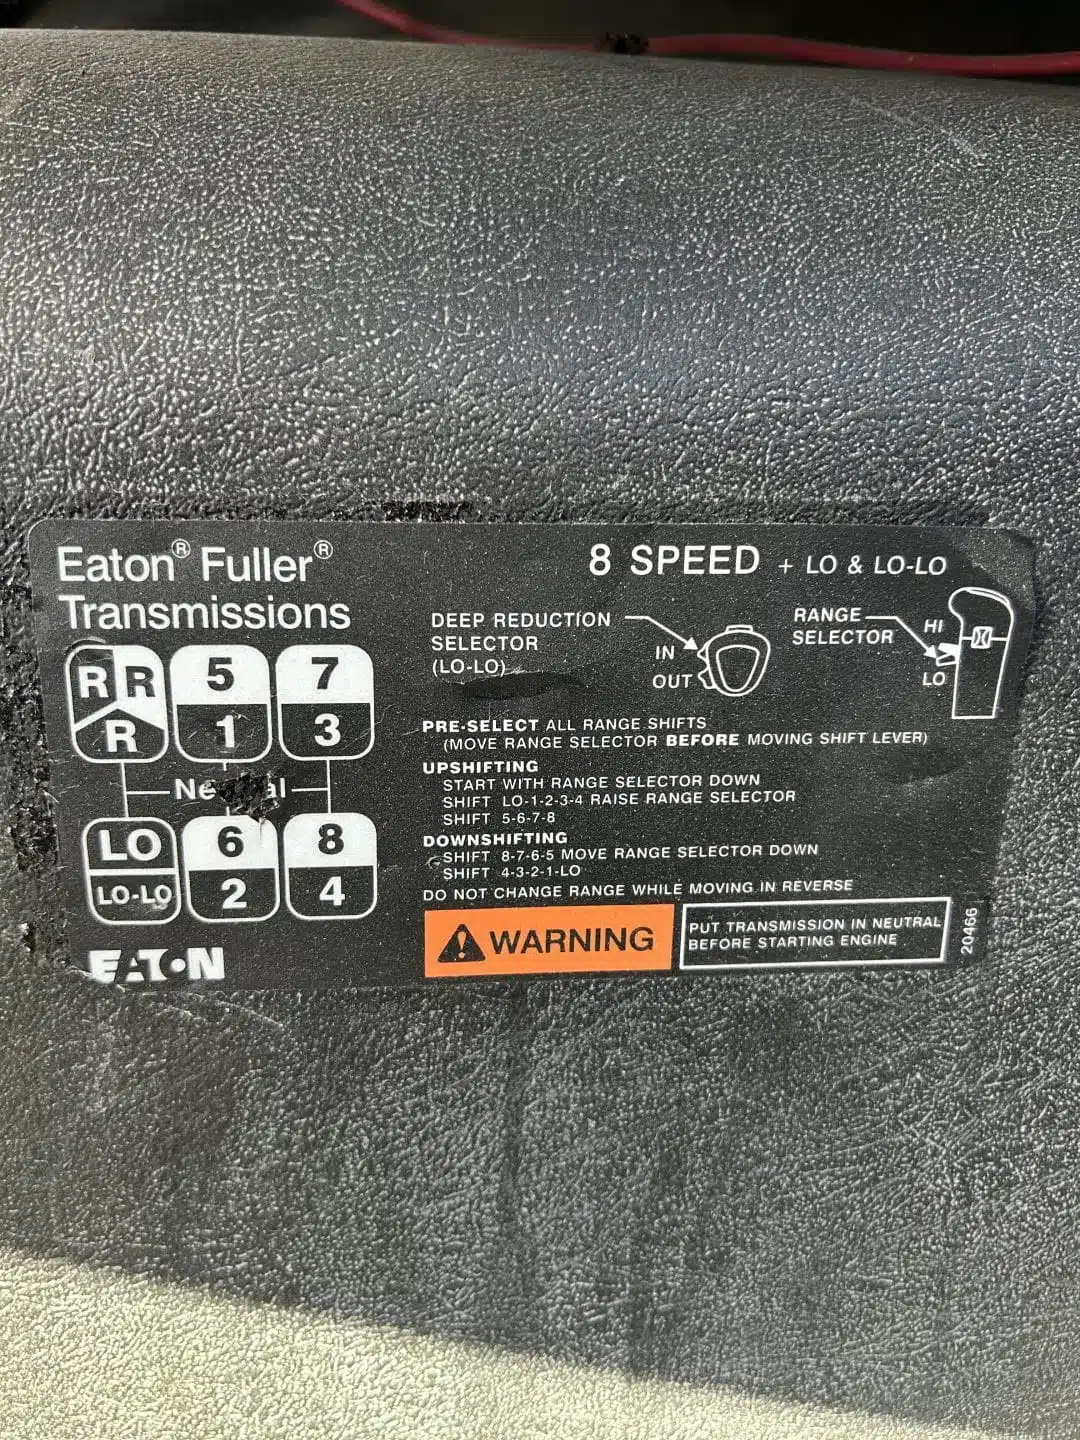 Eaton® Fuller®
Transmissions
8 SPEED + LO & LO-LO
R R
R
5
1
7
3
LO
LO-LO
6
2
8
4
EATON
DEEP REDUCTION
SELECTOR
(LO-LO)
IN
OUT
RANGE
SELECTOR
HI
LO
PRE-SELECT ALL RANGE SHIFTS
(MOVE RANGE SELECTOR BEFORE MOVING SHIFT LEVER)
UPSHIFTING
START WITH RANGE SELECTOR DOWN
SHIFT LO-1-2-3-4 RAISE RANGE SELECTOR
SHIFT 5-6-7-8
DOWNSHIFTING
SHIFT 8-7-6-5 MOVE RANGE SELECTOR DOWN
SHIFT 4-3-2-1-LO
DO NOT CHANGE RANGE WHILE MOVING IN REVERSE
WARNING
PUT TRANSMISSION IN NEUTRAL
BEFORE STARTING ENGINE
20466